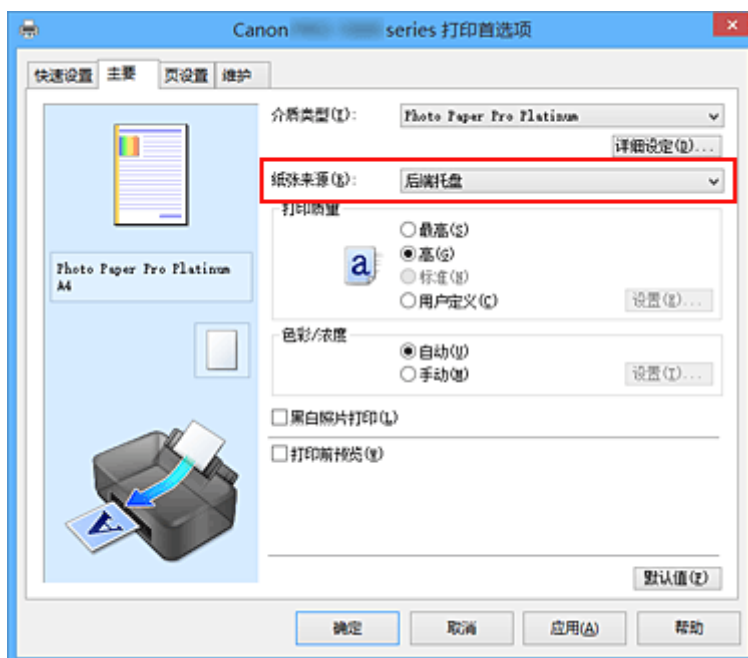 Canon series 打印首选项
快速设置 主要 页设置 维护
介质类型(I): Photo Paper Pro Platinum
详细设定(D)...
纸张来源(R): 后端托盘
打印质量
最高(S)
a 高(G)
标准(N)
用户定义(C) 设置(E)...
Photo Paper Pro Platinum
A4
色彩/浓度
自动(U)
手动(M) 设置(T)...
黑白照片打印(L)
打印前预览(W)
A
默认值(F)
确定 取消 应用(A) 帮助